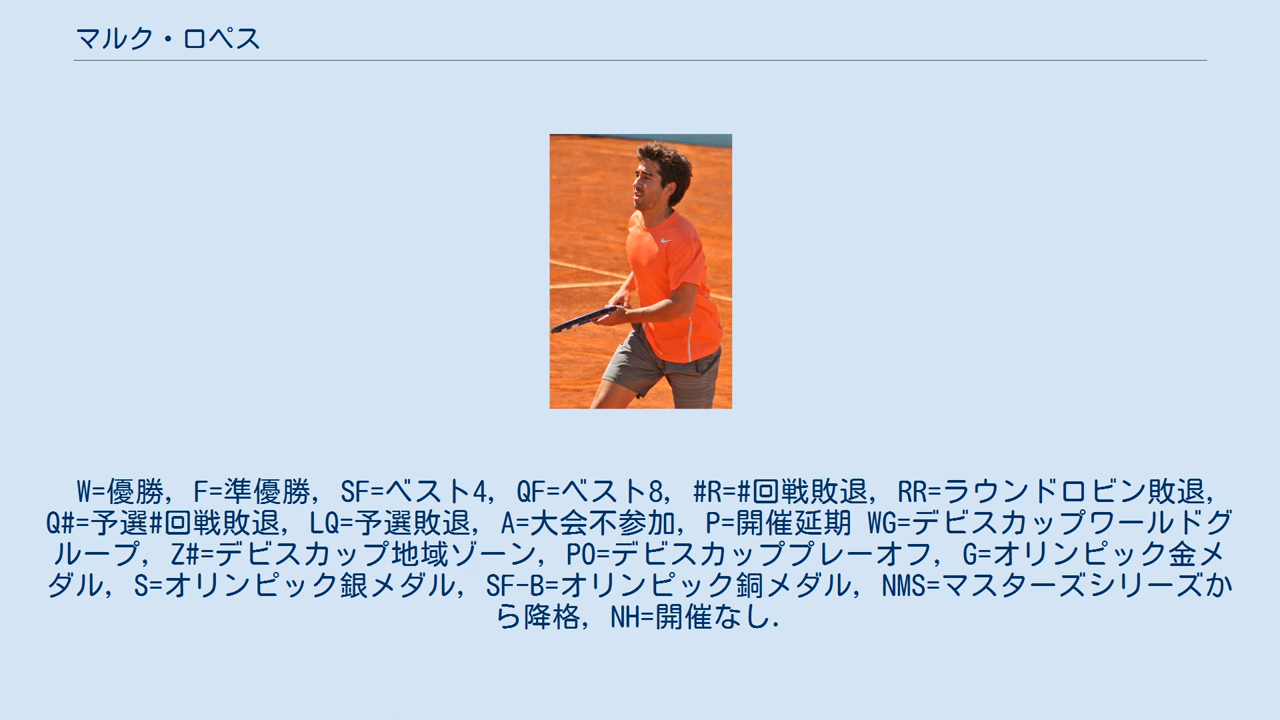 マルク・ロペス
W=優勝, F=準優勝, SF=ベスト4, QF=ベスト8, #R=#回戦敗退, RR=ラウンドロビン敗退,
Q#=予選#回戦敗退, LQ=予選敗退, A=大会不参加, P=開催延期 WG=デビスカップワールドグ
ループ, Z#=デビスカップ地域ゾーン, PO=デビスカッププレーオフ, G=オリンピック金メ
ダル, S=オリンピック銀メダル, SF-B=オリンピック銅メダル, NMS=マスターズシリーズか
ら降格, NH=開催なし.